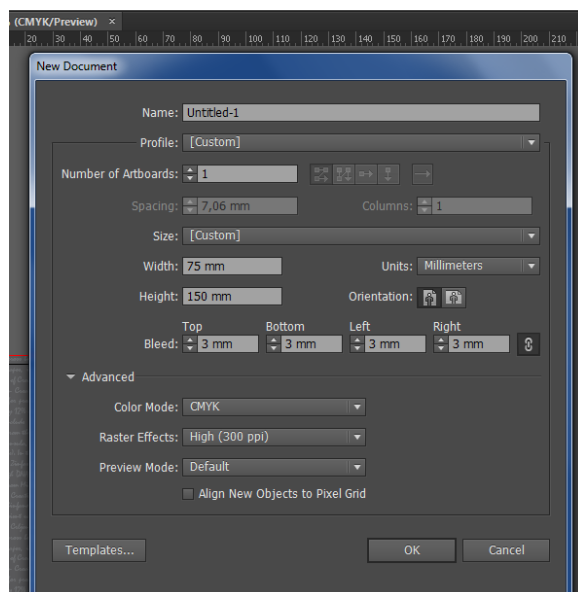 (CMYK/Preview) ×
20 30 40 50 60 70 80 90 100 110 120 130 140 150 160 170 180 190 200 210
New Document
Name: Untitled-1
Profile: [Custom]
Number of Artboards: 1
Spacing: 7,06 mm Columns: 1
Size: [Custom]
Width: 75 mm Units: Millimeters
Height: 150 mm Orientation:
Top Bottom Left Right
Bleed: 3 mm 3 mm 3 mm 3 mm
Advanced
Color Mode: CMYK
Raster Effects: High (300 ppi)
Preview Mode: Default
Align New Objects to Pixel Grid
Templates... OK Cancel